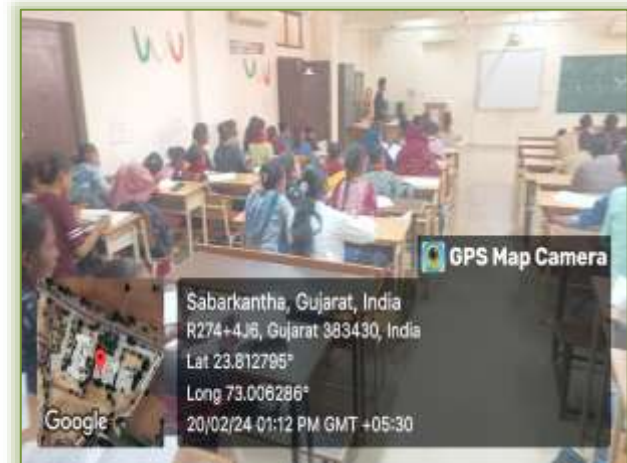 GPS Map Camera
Sabarkantha, Gujarat, India
R274+4J6, Gujarat 383430, India
Lat 23.812795°
Long 73.006286°
20/02/24 01:12 PM GMT +05:30
Google